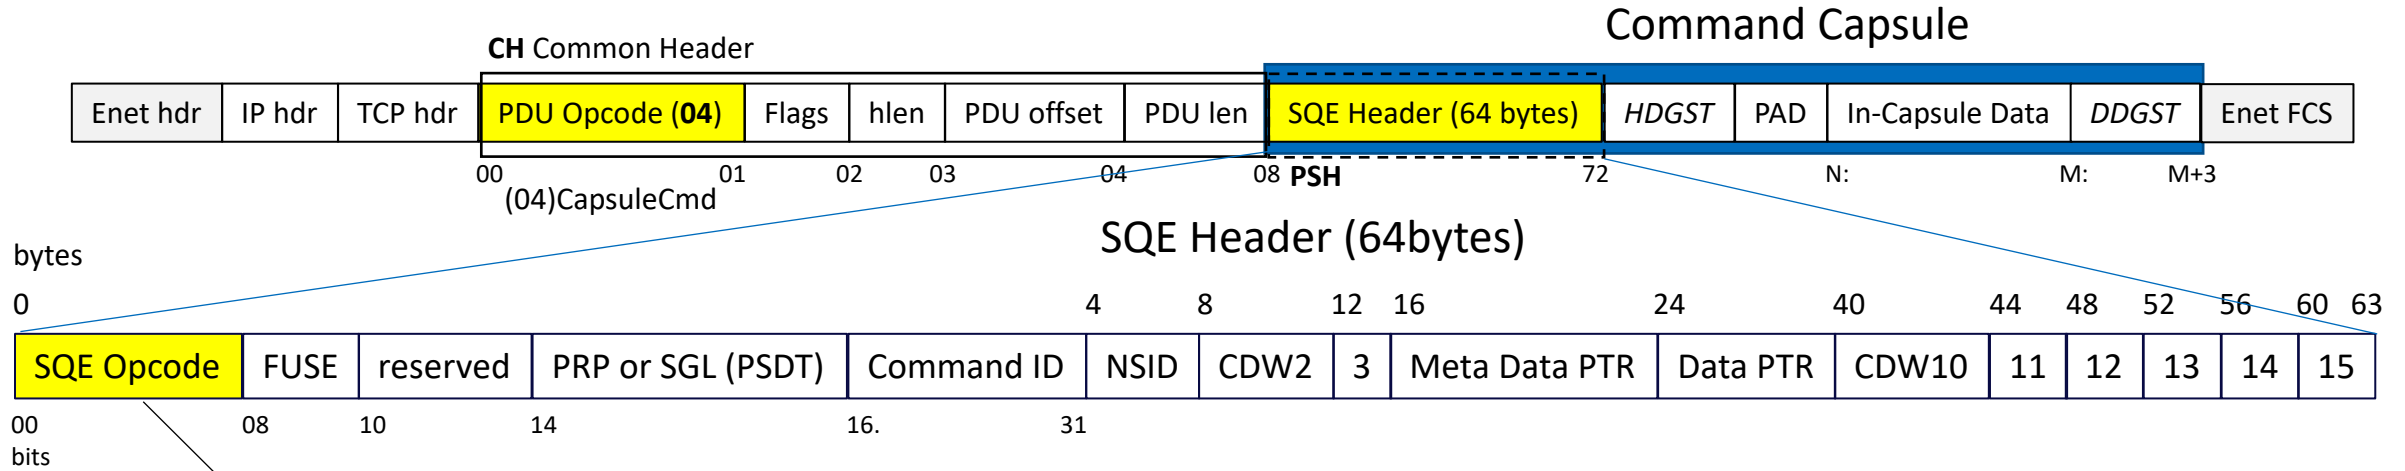 Command Capsule
CH Common Header
Enet hdr IP hdr TCP hdr PDU Opcode (04) Flags hlen PDU offset PDU len SQE Header (64 bytes) HDGST PAD In-Capsule Data DDGST Enet FCS
00 01 02 03 04 08 PSH 72 N: M: M+3
(04)CapsuleCmd
SQE Header (64bytes)
bytes
0 4 8 12 16 24 40 44 48 52 56 60 63
SQE Opcode FUSE reserved PRP or SGL (PSDT) Command ID NSID CDW2 3 Meta Data PTR Data PTR CDW10 11 12 13 14 15
00 08 10 14 16. 31
bits